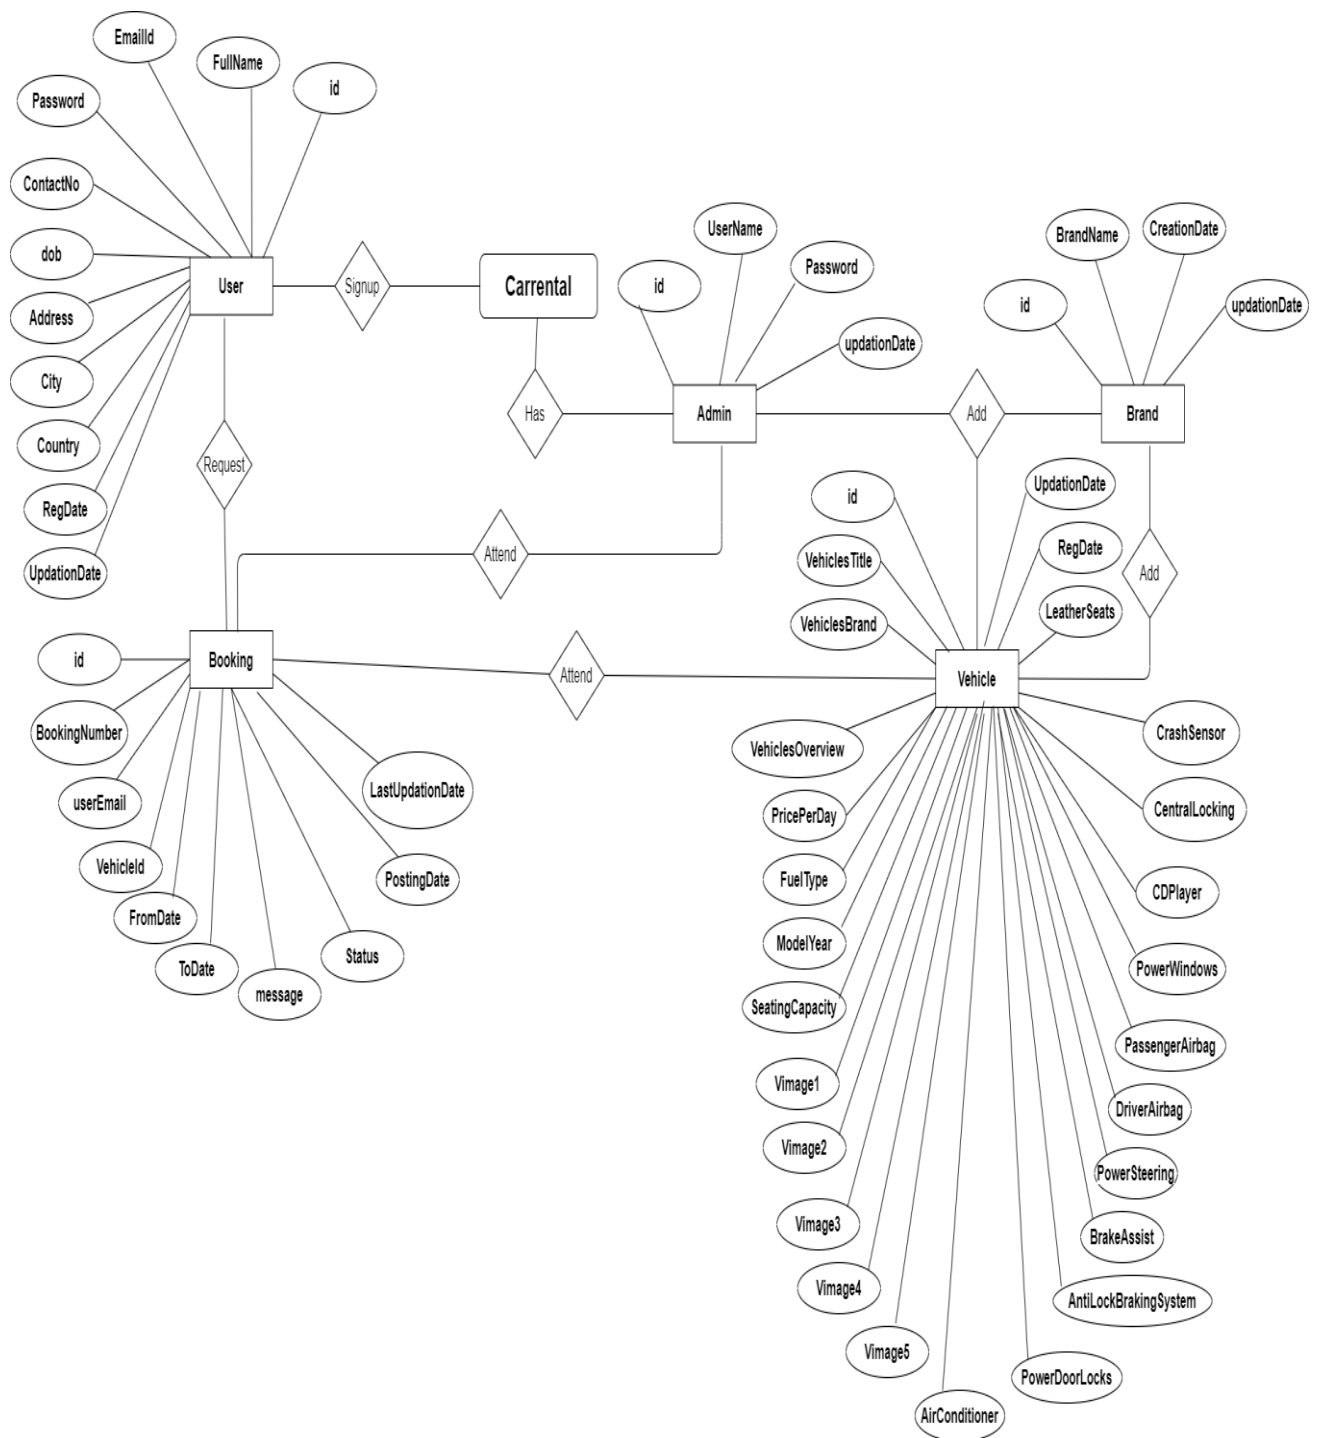 EmailId
FullName
id
Password
ContactNo
dob
Address
City
Country
RegDate
UpdationDate
User
Signup
Carrental
Request
Has
id
UserName
Password
updationDate
Admin
Add
id
BrandName
CreationDate
updationDate
Brand
Add
Attend
Attend
Booking
id
BookingNumber
userEmail
VehicleId
FromDate
ToDate
message
Status
PostingDate
LastUpdationDate
id
VehiclesTitle
VehiclesBrand
UpdationDate
RegDate
LeatherSeats
Vehicle
VehiclesOverview
PricePerDay
FuelType
ModelYear
SeatingCapacity
Vimage1
Vimage2
Vimage3
Vimage4
Vimage5
AirConditioner
PowerDoorLocks
AntiLockBrakingSystem
BrakeAssist
PowerSteering
DriverAirbag
PassengerAirbag
PowerWindows
CDPlayer
CentralLocking
CrashSensor